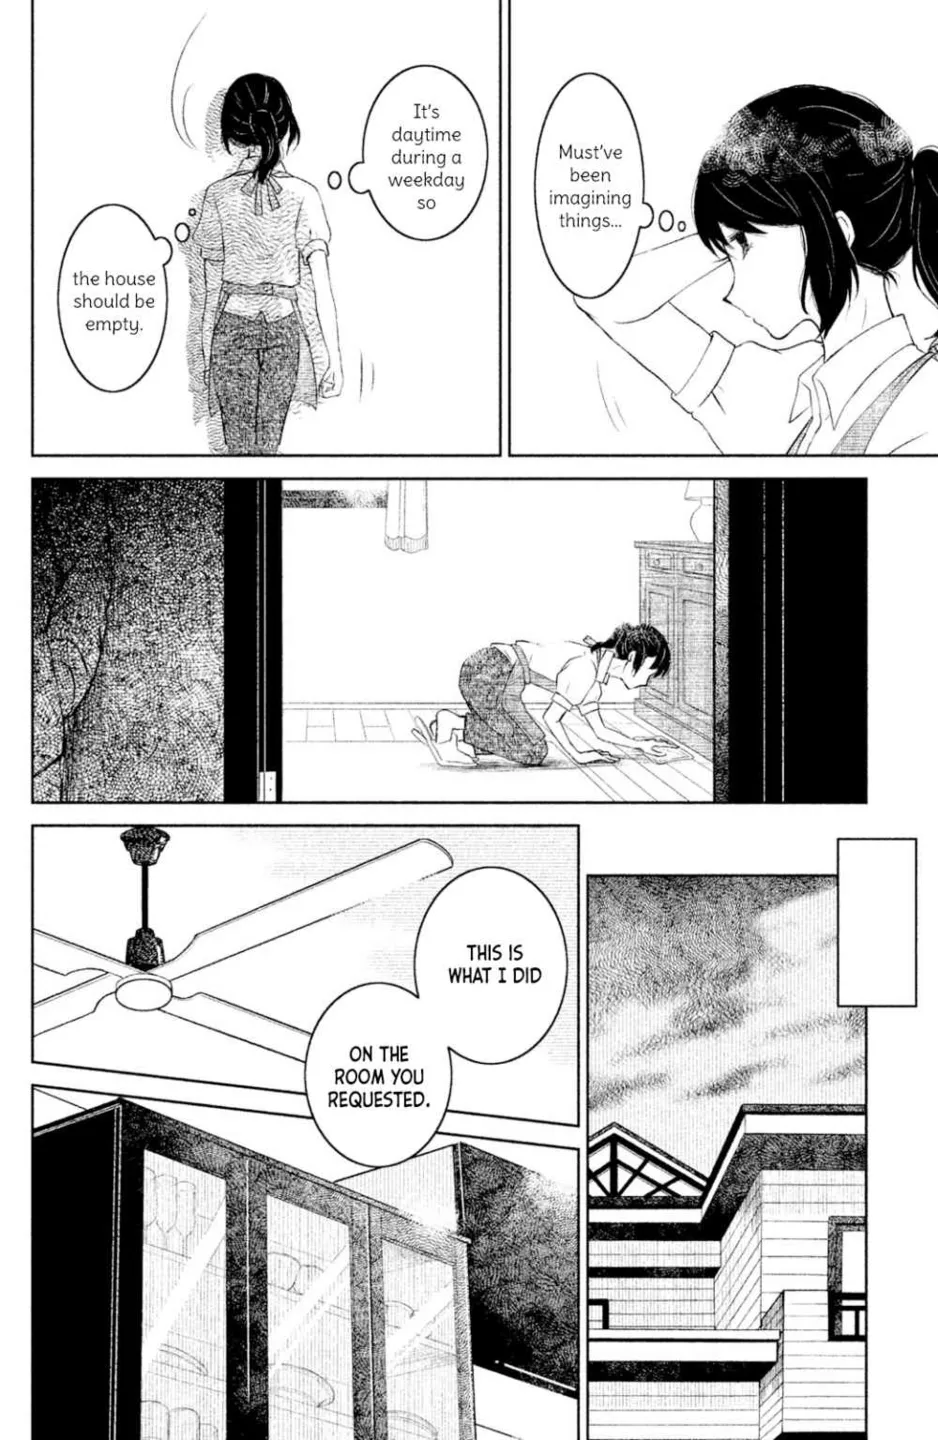 Must've
been
imagining
things...
It's
daytime
during a
weekday
so
the house
should be
empty.
THIS IS
WHAT I DID
ON THE
ROOM YOU
REQUESTED.